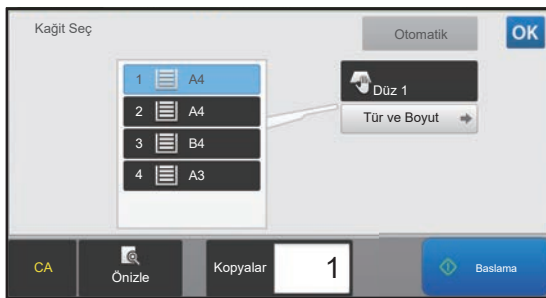 Kağit Seç
Otomatik
OK
1 A4
2 A4
3 B4
4 A3
Düz 1
Tür ve Boyut
CA
Önizle
Kopyalar
1
Baslama